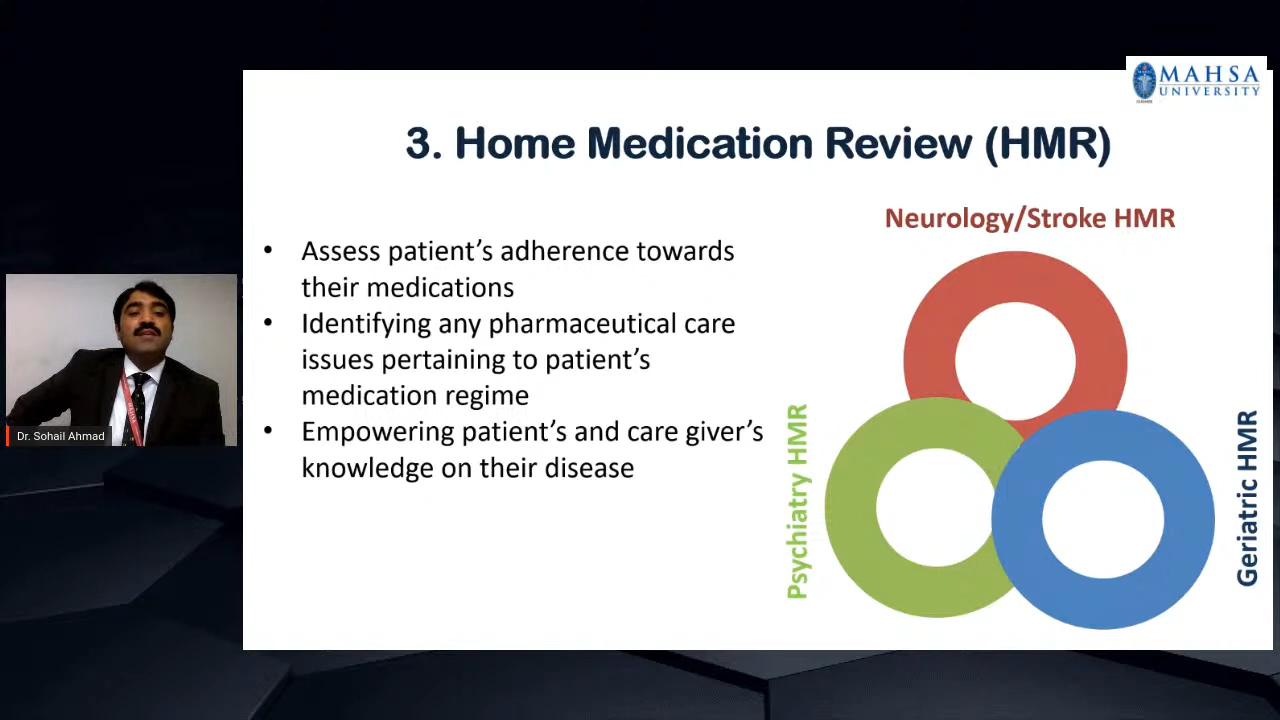 MAHSA
UNIVERSITY
3. Home Medication Review (HMR)
Neurology/Stroke HMR
• Assess patient’s adherence towards
their medications
• Identifying any pharmaceutical care
issues pertaining to patient’s
medication regime
• Empowering patient’s and care giver’s
knowledge on their disease
Psychiatry HMR
Geriatric HMR
Dr. Sohail Ahmad